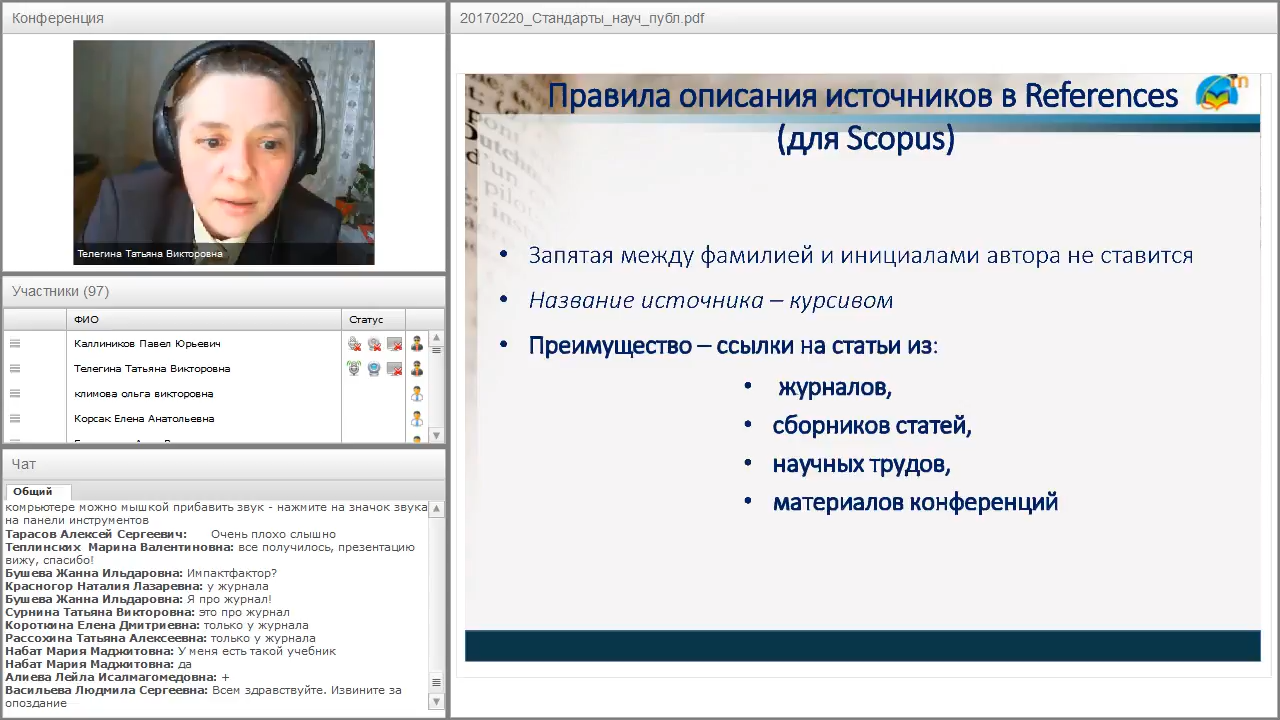 Конференция
Телегина Татьяна Викторовна
Участники (97)
ФИО
Статус
Каллиников Павел Юрьевич
Телегина Татьяна Викторовна
климова ольга викторовна
Корсак Елена Анатольевна
Чат
Общий
компьютере можно мышкой прибавить звук - нажмите на значок звука
на панели инструментов
Тарасов Алексей Сергеевич: Очень плохо слышно
Теплинских Марина Валентиновна: все получилось, презентацию
вижу, спасибо!
Бушева Жанна Ильдаровна: Импактфактор?
Красногор Наталия Лазаревна: у журнала
Бушева Жанна Ильдаровна: Я про журнал!
Сурнина Татьяна Викторовна: это про журнал
Короткина Елена Дмитриевна: только у журнала
Рассохина Татьяна Алексеевна: только у журнала
Набат Мария Маджитовна: У меня есть такой учебник
Набат Мария Маджитовна: да
Алиева Лейла Исалмагомедовна: +
Васильева Людмила Сергеевна: Всем здравствуйте. Извините за
опоздание
20170220_Стандарты_науч_публ.pdf
Правила описания источников в References
(для Scopus)
• Запятая между фамилией и инициалами автора не ставится
• Название источника – курсивом
• Преимущество – ссылки на статьи из:
• журналов,
• сборников статей,
• научных трудов,
• материалов конференций